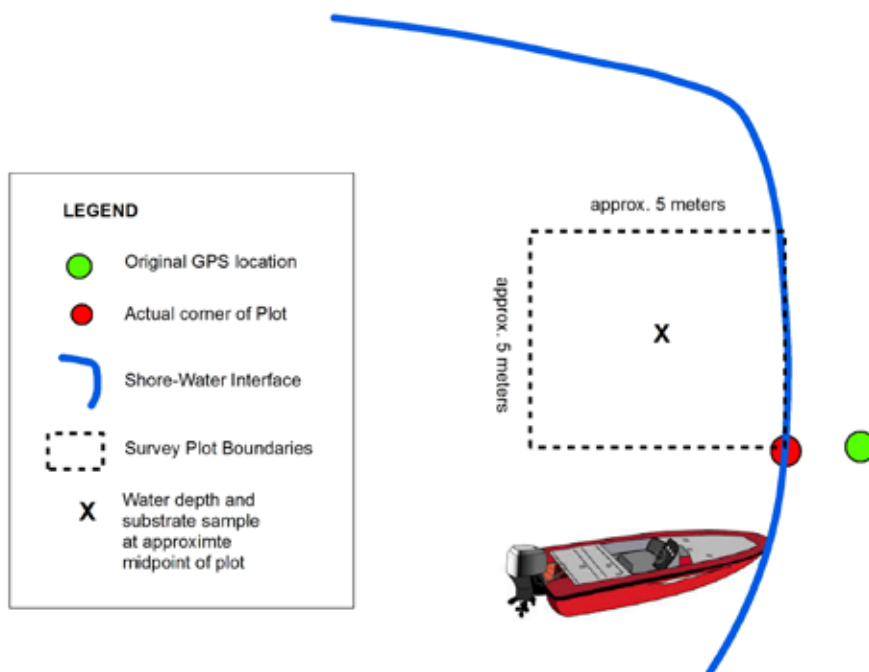 LEGEND
Original GPS location
Actual corner of Plot
Shore-Water Interface
Survey Plot Boundaries
X
Water depth and
substrate sample
at approximte
midpoint of plot
approx. 5 meters
approx. 5 meters
X